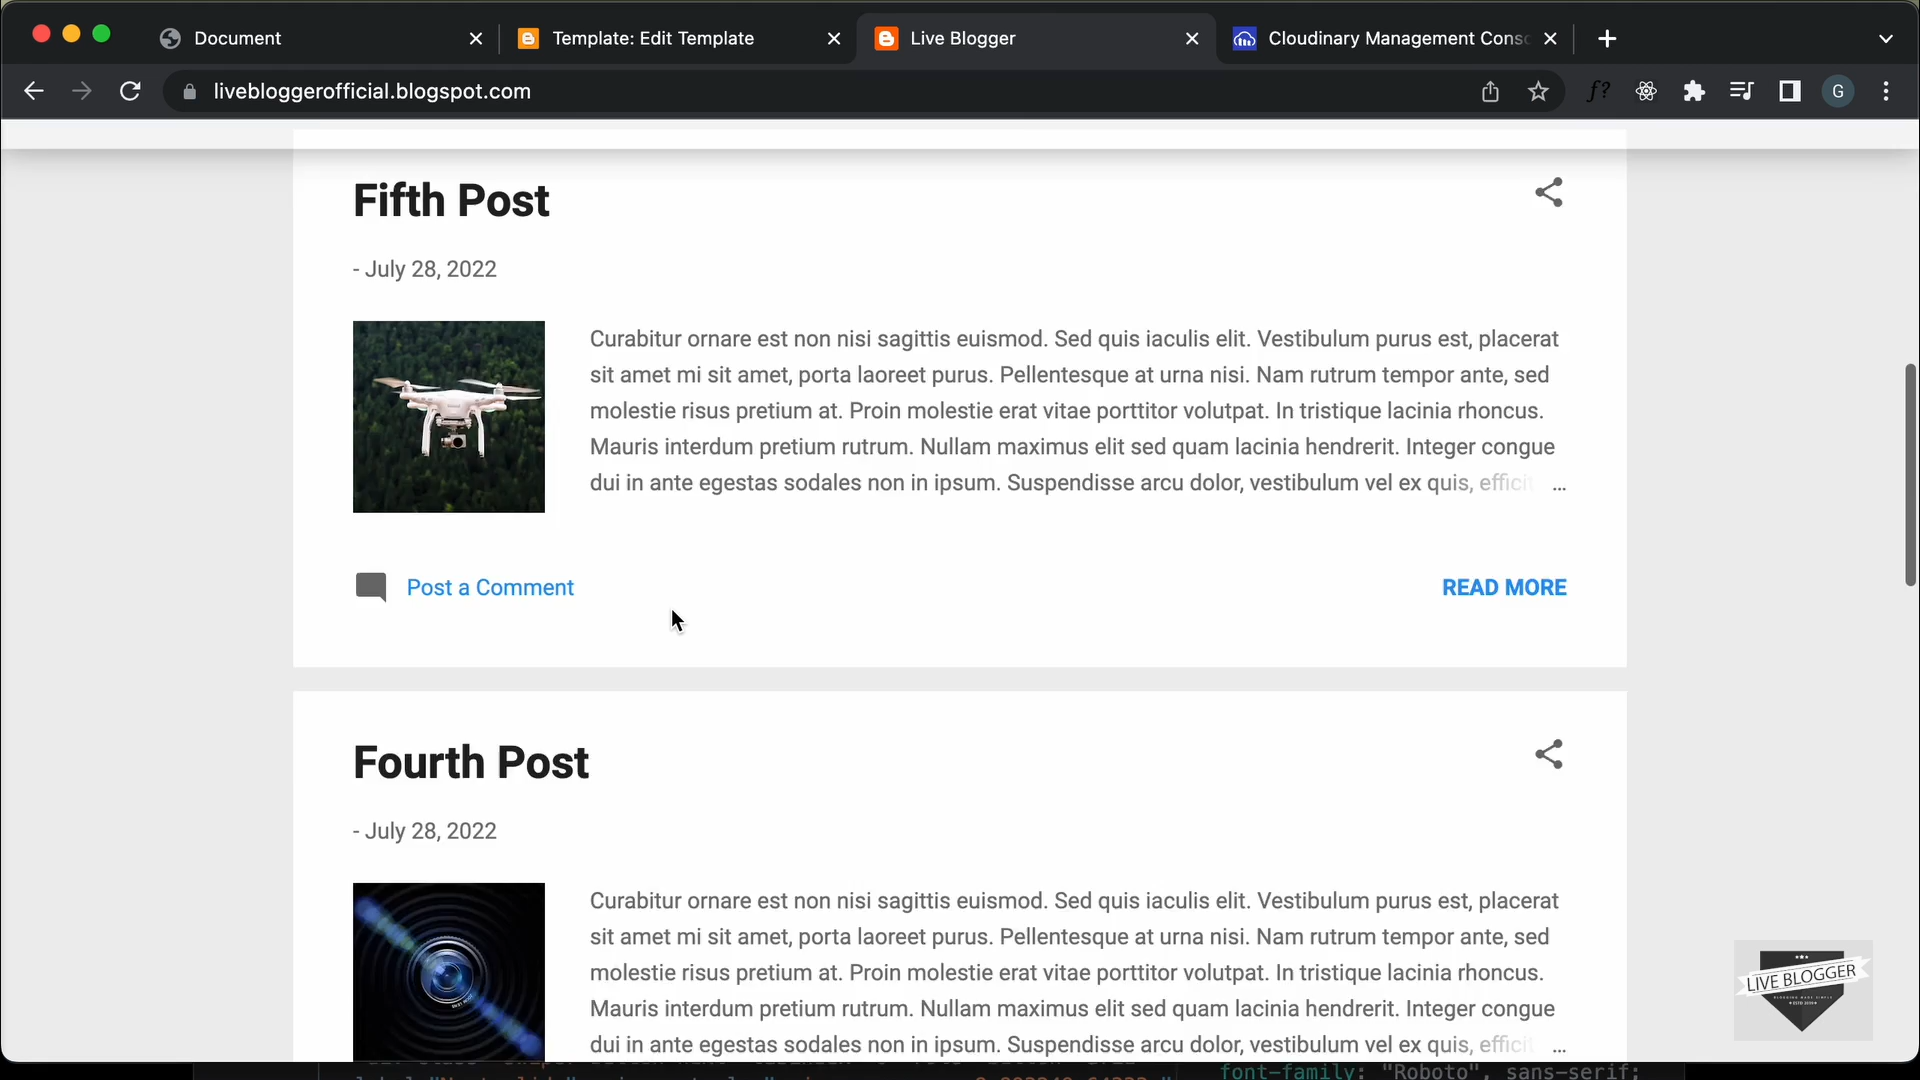 Document
Template: Edit Template
Live Blogger
Cloudinary Management Conso
livebloggerofficial.blogspot.com
f?
G
Fifth Post
- July 28, 2022
Curabitur ornare est non nisi sagittis euismod. Sed quis iaculis elit. Vestibulum purus est, placerat
sit amet mi sit amet, porta laoreet purus. Pellentesque at urna nisi. Nam rutrum tempor ante, sed
molestie risus pretium at. Proin molestie erat vitae porttitor volutpat. In tristique lacinia rhoncus.
Mauris interdum pretium rutrum. Nullam maximus elit sed quam lacinia hendrerit. Integer congue
dui in ante egestas sodales non in ipsum. Suspendisse arcu dolor, vestibulum vel ex quis, effici ...
Post a Comment
READ MORE
Fourth Post
- July 28, 2022
Curabitur ornare est non nisi sagittis euismod. Sed quis iaculis elit. Vestibulum purus est, placerat
sit amet mi sit amet, porta laoreet purus. Pellentesque at urna nisi. Nam rutrum tempor ante, sed
molestie risus pretium at. Proin molestie erat vitae porttitor volutpat. In tristique lacinia rhoncus.
Mauris interdum pretium rutrum. Nullam maximus elit sed quam lacinia hendrerit. Integer congue
dui in ante egestas sodales non in ipsum. Suspendisse arcu dolor, vestibulum vel ex quis, effici ...
LIVE BLOGGER
BLOGGING MADE SIMPLE
font-family: "Roboto", sans-serif;